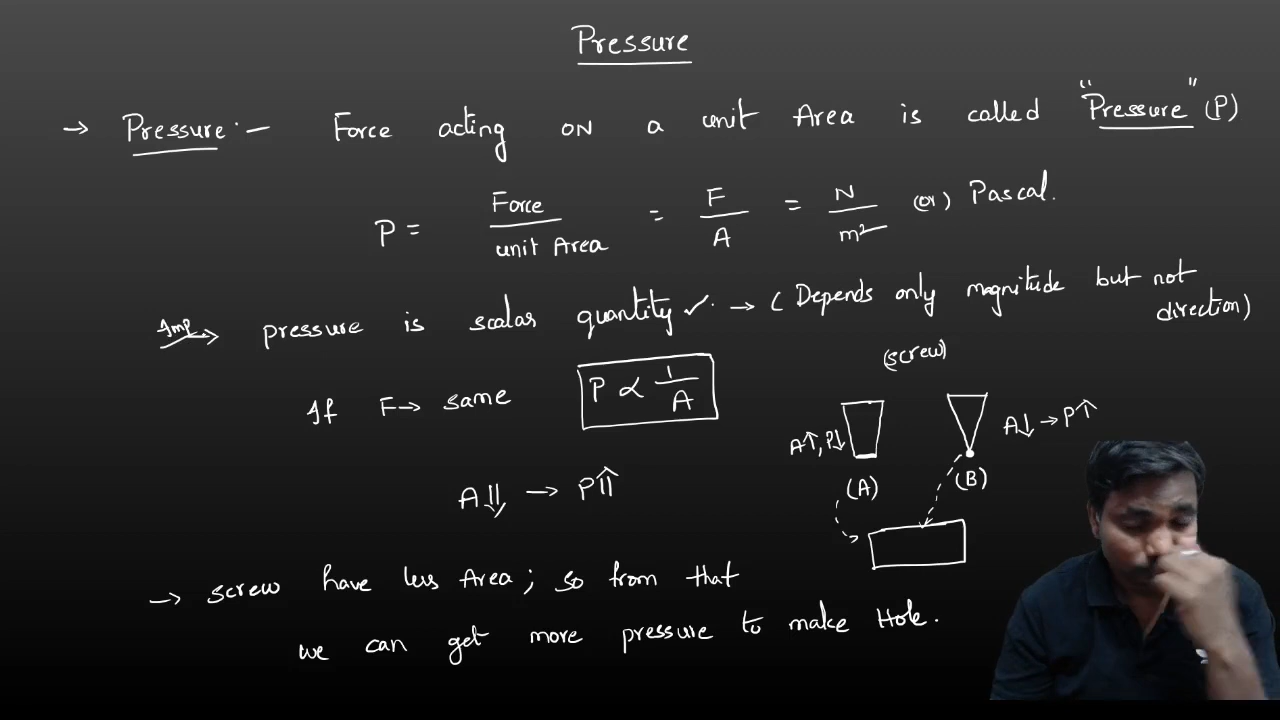 Pressure
→ Pressure :- Force acting on a unit Area is called "Pressure" (P)
P = Force / unit Area = F / A = N / m² (or) Pascal.
Imp → pressure is scalar quantity ✓. → (Depends only magnitude but not direction)
(screw)
If F → same P ∝ 1/A
A↑, P↓
A↓ → P↑
(A)
(B)
A⇓ → P⇑
→ screw have less Area; so from that
we can get more pressure to make Hole.